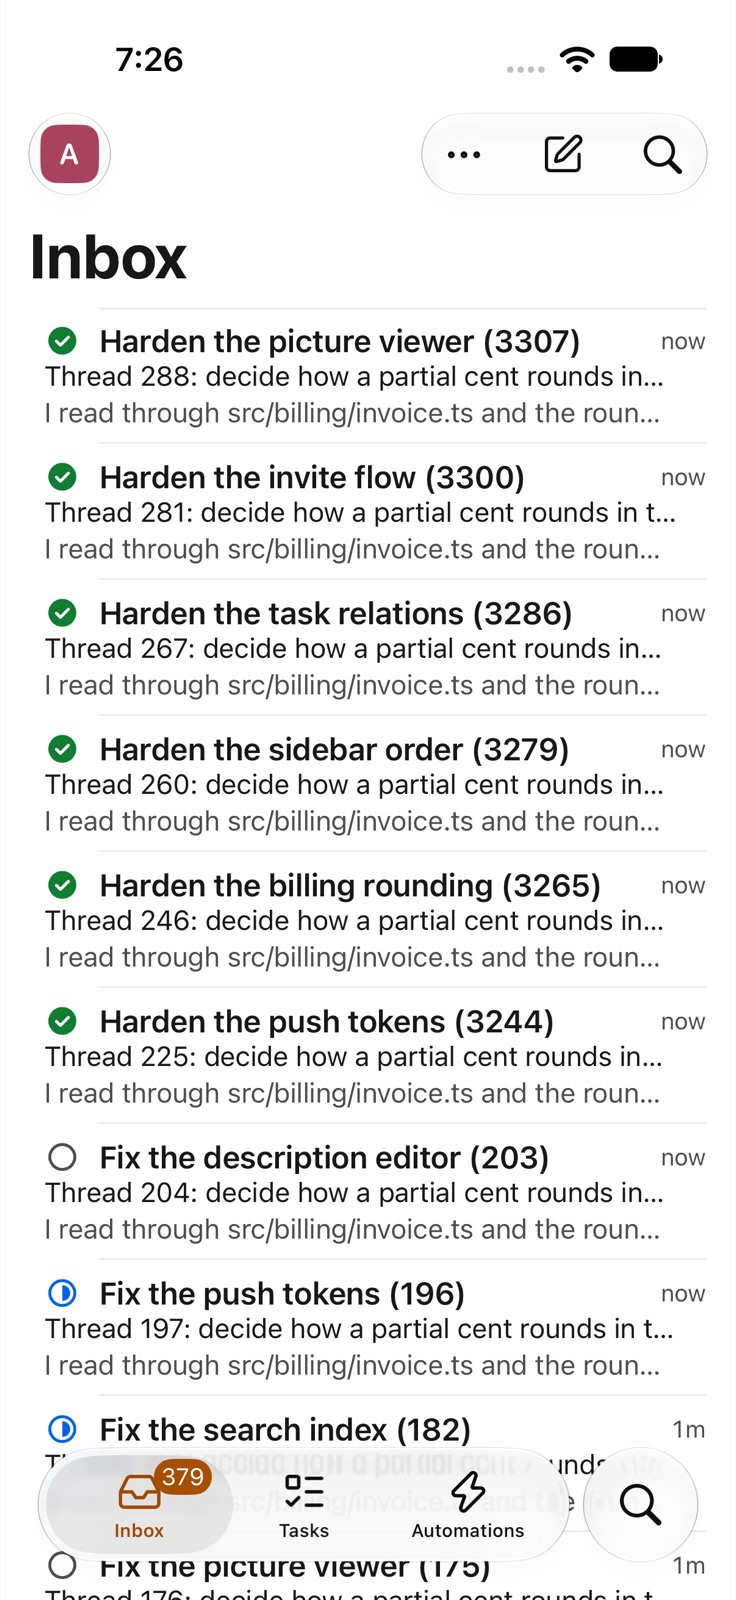 7:26
A
Inbox
Harden the picture viewer (3307) now
Thread 288: decide how a partial cent rounds in...
I read through src/billing/invoice.ts and the roun...
Harden the invite flow (3300) now
Thread 281: decide how a partial cent rounds in t...
I read through src/billing/invoice.ts and the roun...
Harden the task relations (3286) now
Thread 267: decide how a partial cent rounds in...
I read through src/billing/invoice.ts and the roun...
Harden the sidebar order (3279) now
Thread 260: decide how a partial cent rounds in...
I read through src/billing/invoice.ts and the roun...
Harden the billing rounding (3265) now
Thread 246: decide how a partial cent rounds in...
I read through src/billing/invoice.ts and the roun...
Harden the push tokens (3244) now
Thread 225: decide how a partial cent rounds in...
I read through src/billing/invoice.ts and the roun...
Fix the description editor (203) now
Thread 204: decide how a partial cent rounds in...
I read through src/billing/invoice.ts and the roun...
Fix the push tokens (196) now
Thread 197: decide how a partial cent rounds in t...
I read through src/billing/invoice.ts and the roun...
Fix the search index (182) 1m
379
Inbox Tasks Automations
Fix the picture viewer (175) 1m
Thread 176: decide how a partial cent rounds in t...